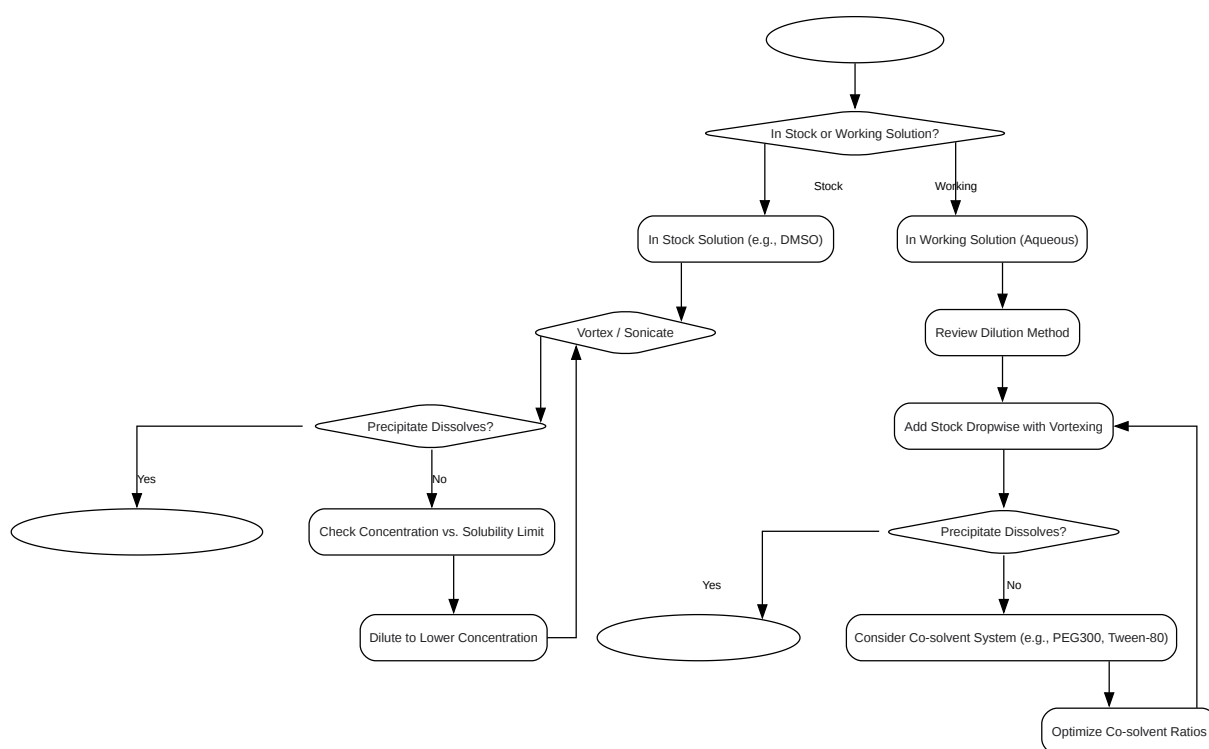 In Stock or Working Solution?
Stock
Working
In Stock Solution (e.g., DMSO)
In Working Solution (Aqueous)
Vortex / Sonicate
Review Dilution Method
Precipitate Dissolves?
Add Stock Dropwise with Vortexing
Yes
No
Check Concentration vs. Solubility Limit
Precipitate Dissolves?
Yes
No
Dilute to Lower Concentration
Consider Co-solvent System (e.g., PEG300, Tween-80)
Optimize Co-solvent Ratios